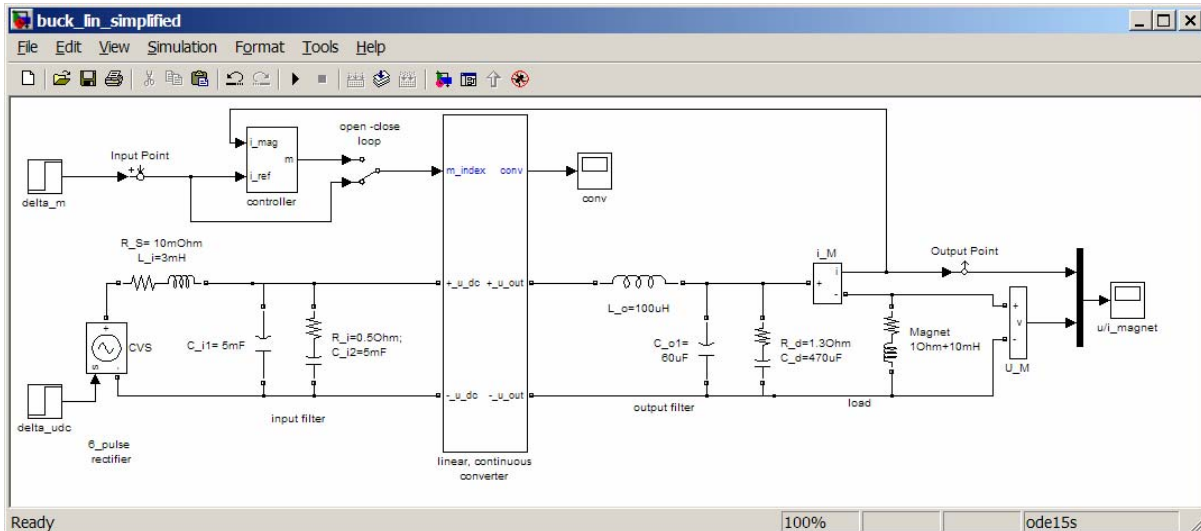 buck_lin_simplified
File Edit View Simulation Format Tools Help
open -close
loop
Input Point
i_mag
m
i_ref
controller
delta_m
m_index conv
conv
R_S= 10mOhm
L_i=3mH
+_u_dc +_u_out
L_o=100uH
i_M
+
i
-
Output Point
+
v
-
U_M
u/i_magnet
+
CVS
s
-
C_i1= 5mF
R_i=0.5Ohm;
C_i2=5mF
C_o1=
60uF
R_d=1.3Ohm
C_d=470uF
Magnet
1Ohm+10mH
-_u_dc -_u_out
delta_udc
6_pulse
rectifier
input filter
output filter
load
linear, continuous
converter
Ready 100% ode15s